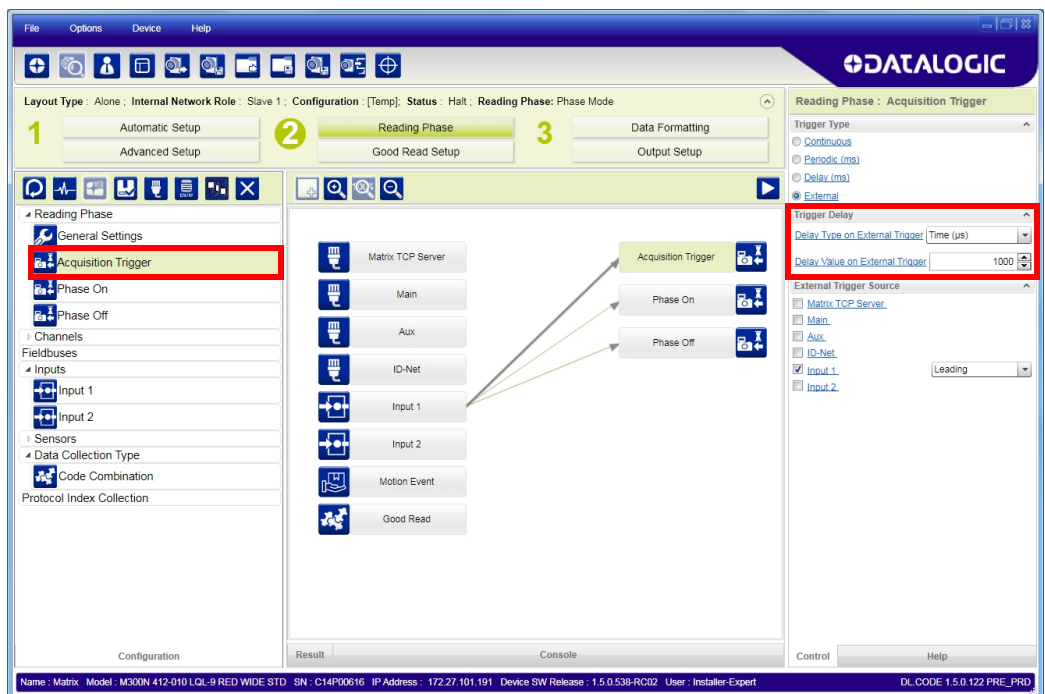 File Options Device Help
DATALOGIC
Layout Type : Alone ; Internal Network Role : Slave 1 ; Configuration : [Temp]; Status : Halt ; Reading Phase: Phase Mode
1 Automatic Setup
Advanced Setup
2 Reading Phase
Good Read Setup
3 Data Formatting
Output Setup
Reading Phase
General Settings
Acquisition Trigger
Phase On
Phase Off
Channels
Fieldbuses
Inputs
Input 1
Input 2
Sensors
Data Collection Type
Code Combination
Protocol Index Collection
Configuration
Matrix TCP Server
Main
Aux
ID-Net
Input 1
Input 2
Motion Event
Good Read
Acquisition Trigger
Phase On
Phase Off
Result Console
Reading Phase : Acquisition Trigger
Trigger Type
Continuous
Periodic (ms)
Delay (ms)
External
Trigger Delay
Delay Type on External Trigger Time (µs)
Delay Value on External Trigger 1000
External Trigger Source
Matrix TCP Server
Main
Aux
ID-Net
Input 1 Leading
Input 2
Control Help
Name : Matrix Model : M300N 412-010 LQL-9 RED WIDE STD SN : C14P00616 IP Address : 172.27.101.191 Device SW Release : 1.5.0.538-RC02 User : Installer-Expert DL.CODE 1.5.0.122 PRE_PRD